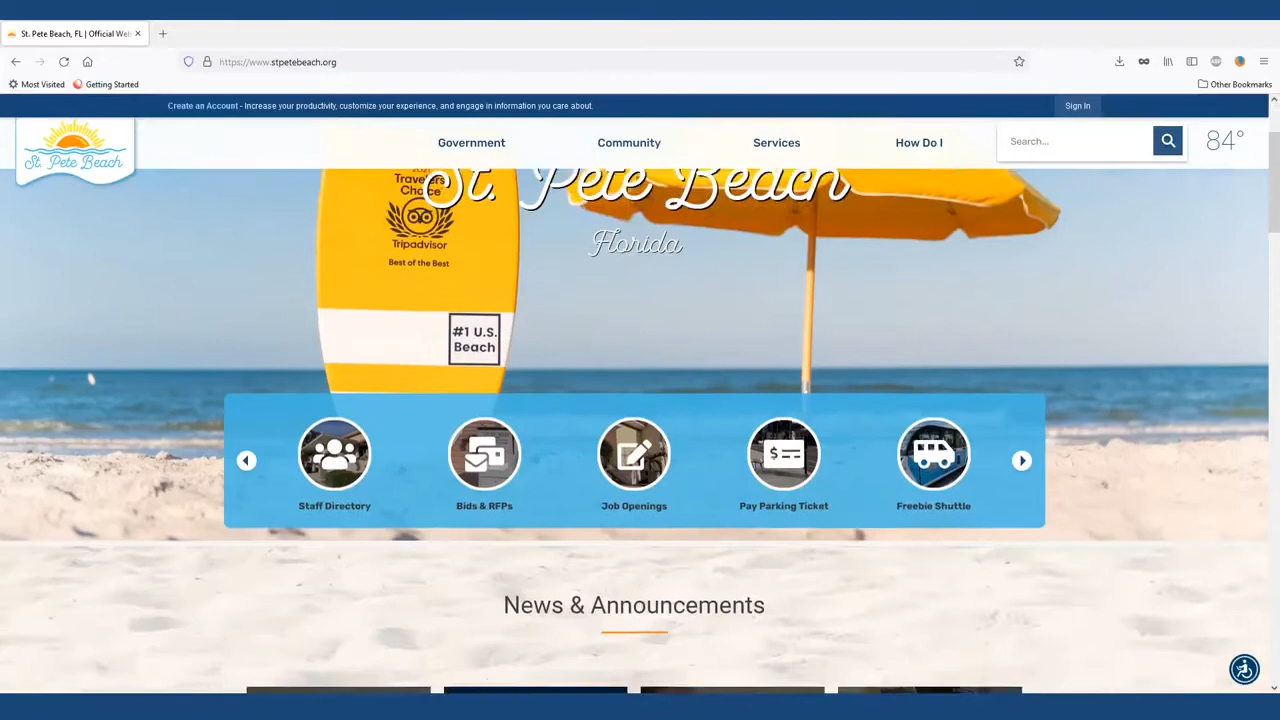 St. Pete Beach, FL | Official Web
https://www.stpetebeach.org
Most Visited
Getting Started
Other Bookmarks
Create an Account - Increase your productivity, customize your experience, and engage in information you care about.
Sign In
St. Pete Beach
Government
Community
Services
How Do I
Search...
84°
St. Pete Beach
Florida
Travelers'
Choice
Tripadvisor
Best of the Best
#1 U.S.
Beach
Staff Directory
Bids & RFPs
Job Openings
Pay Parking Ticket
Freebie Shuttle
News & Announcements